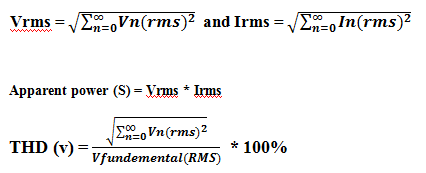 Vrms = √∑_{n=0}^{∞} Vn(rms)² and Irms = √∑_{n=0}^{∞} In(rms)²
Apparent power (S) = Vrms * Irms
THD (v) = √∑_{n=0}^{∞} Vn(rms)² / Vfundemental(RMS) * 100%